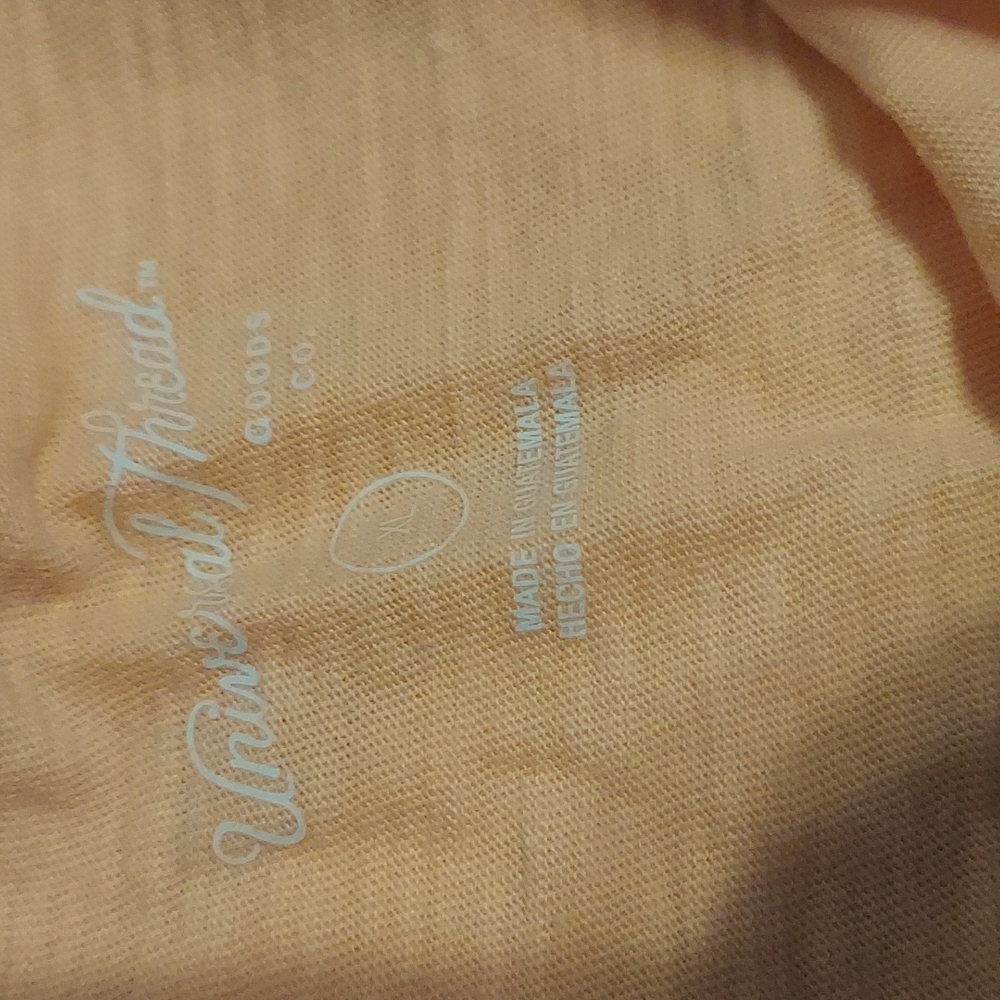 Universal Thread™
GOODS
CO.
XL
MADE IN GUATEMALA
HECHO EN GUATEMALA